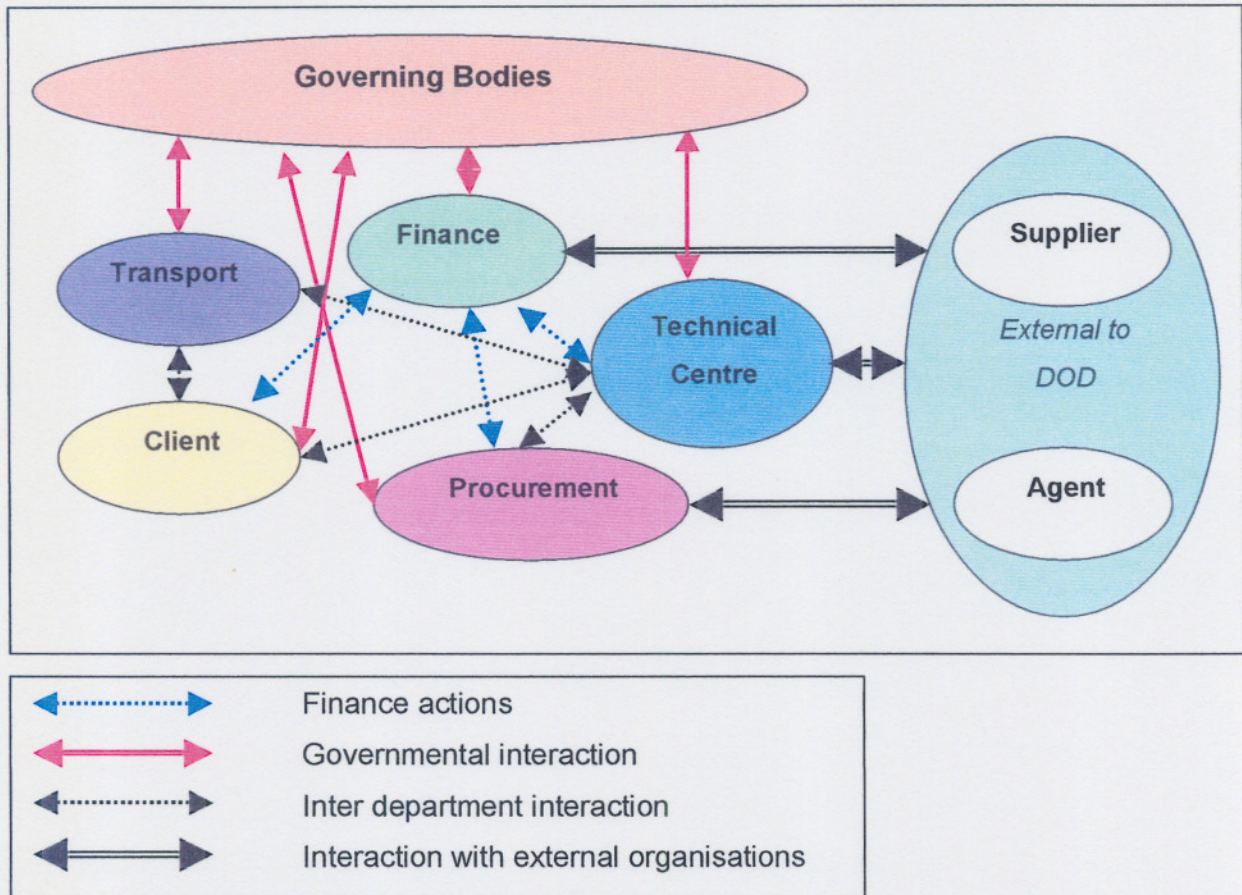 Governing Bodies
Finance
Supplier
Transport
Technical
Centre
External to
DOD
Client
Procurement
Agent
Finance actions
Governmental interaction
Inter department interaction
Interaction with external organisations